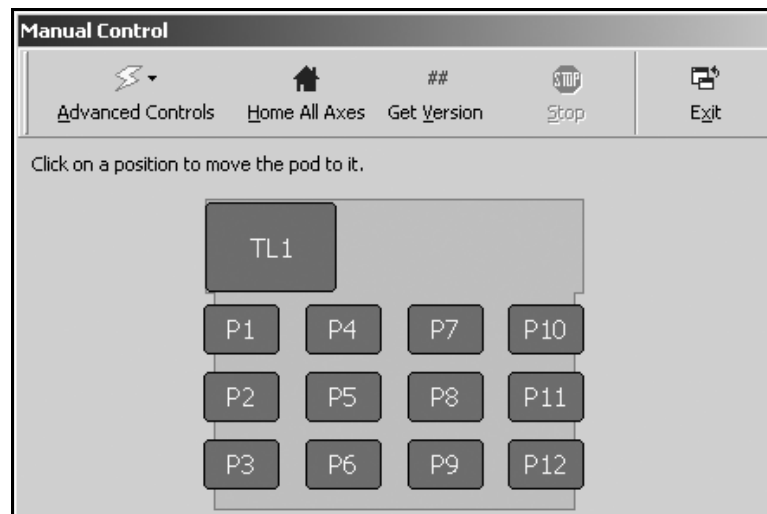 Manual Control
Advanced Controls Home All Axes Get Version Stop Exit
##
STOP
Click on a position to move the pod to it.
TL1
P1 P4 P7 P10
P2 P5 P8 P11
P3 P6 P9 P12